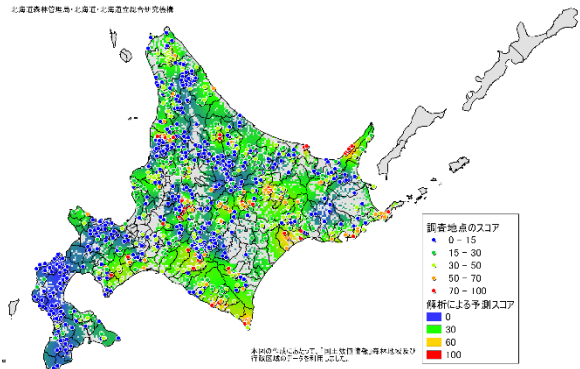 北海道森林管理局・北海道・北海道立総合研究機構
調査地点のスコア
0 - 15
15 - 30
30 - 50
50 - 70
70 - 100
解析による予測スコア
0
30
60
100
本図の作成にあたって、「国土数値情報」森林地域及び
行政区域のデータを利用しました。